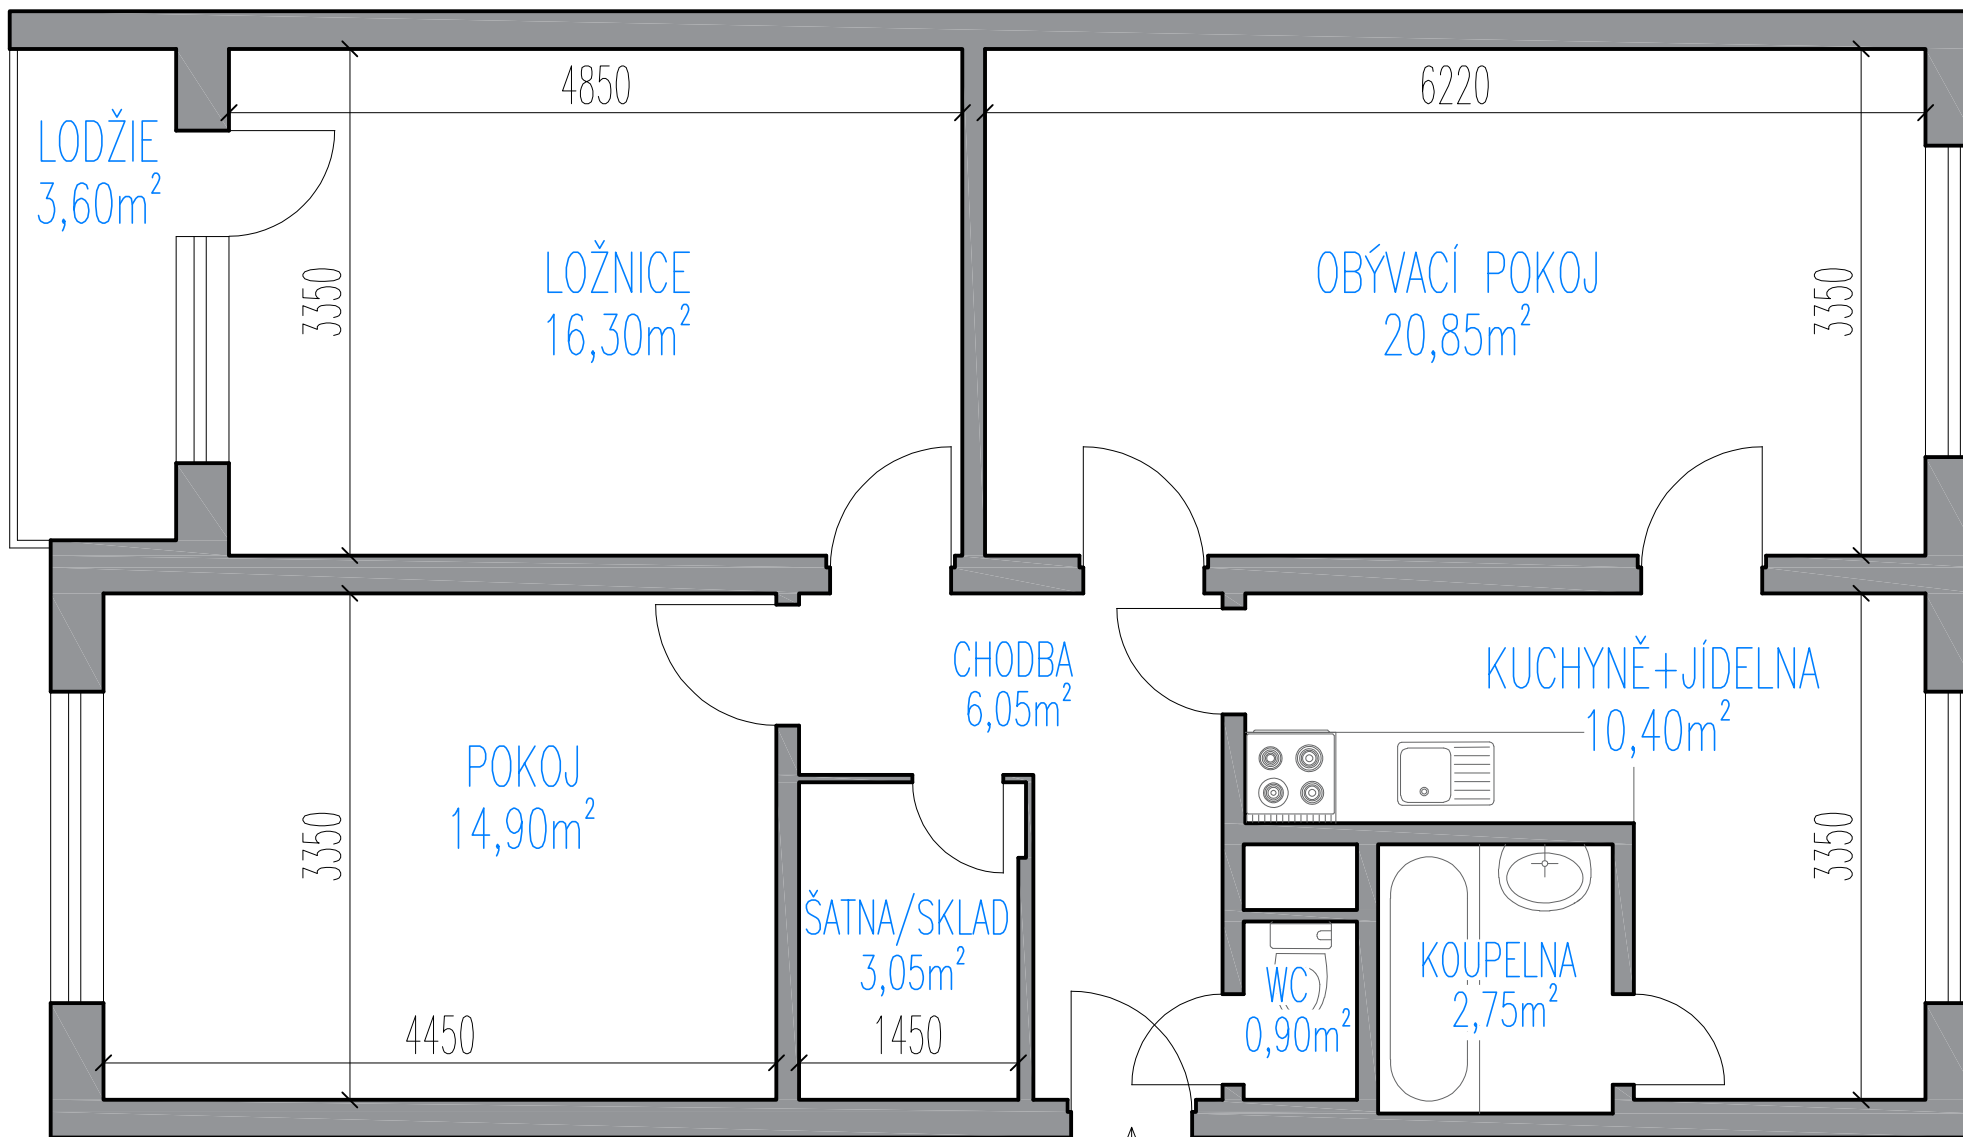 4850
6220
LODŽIE
3,60m²
LOŽNICE
16,30m²
3350
OBÝVACÍ POKOJ
20,85m²
3350
CHODBA
6,05m²
KUCHYNĚ+JÍDELNA
10,40m²
POKOJ
14,90m²
3350
3350
ŠATNA/SKLAD
3,05m²
KOUPELNA
2,75m²
WC
0,90m²
4450
1450